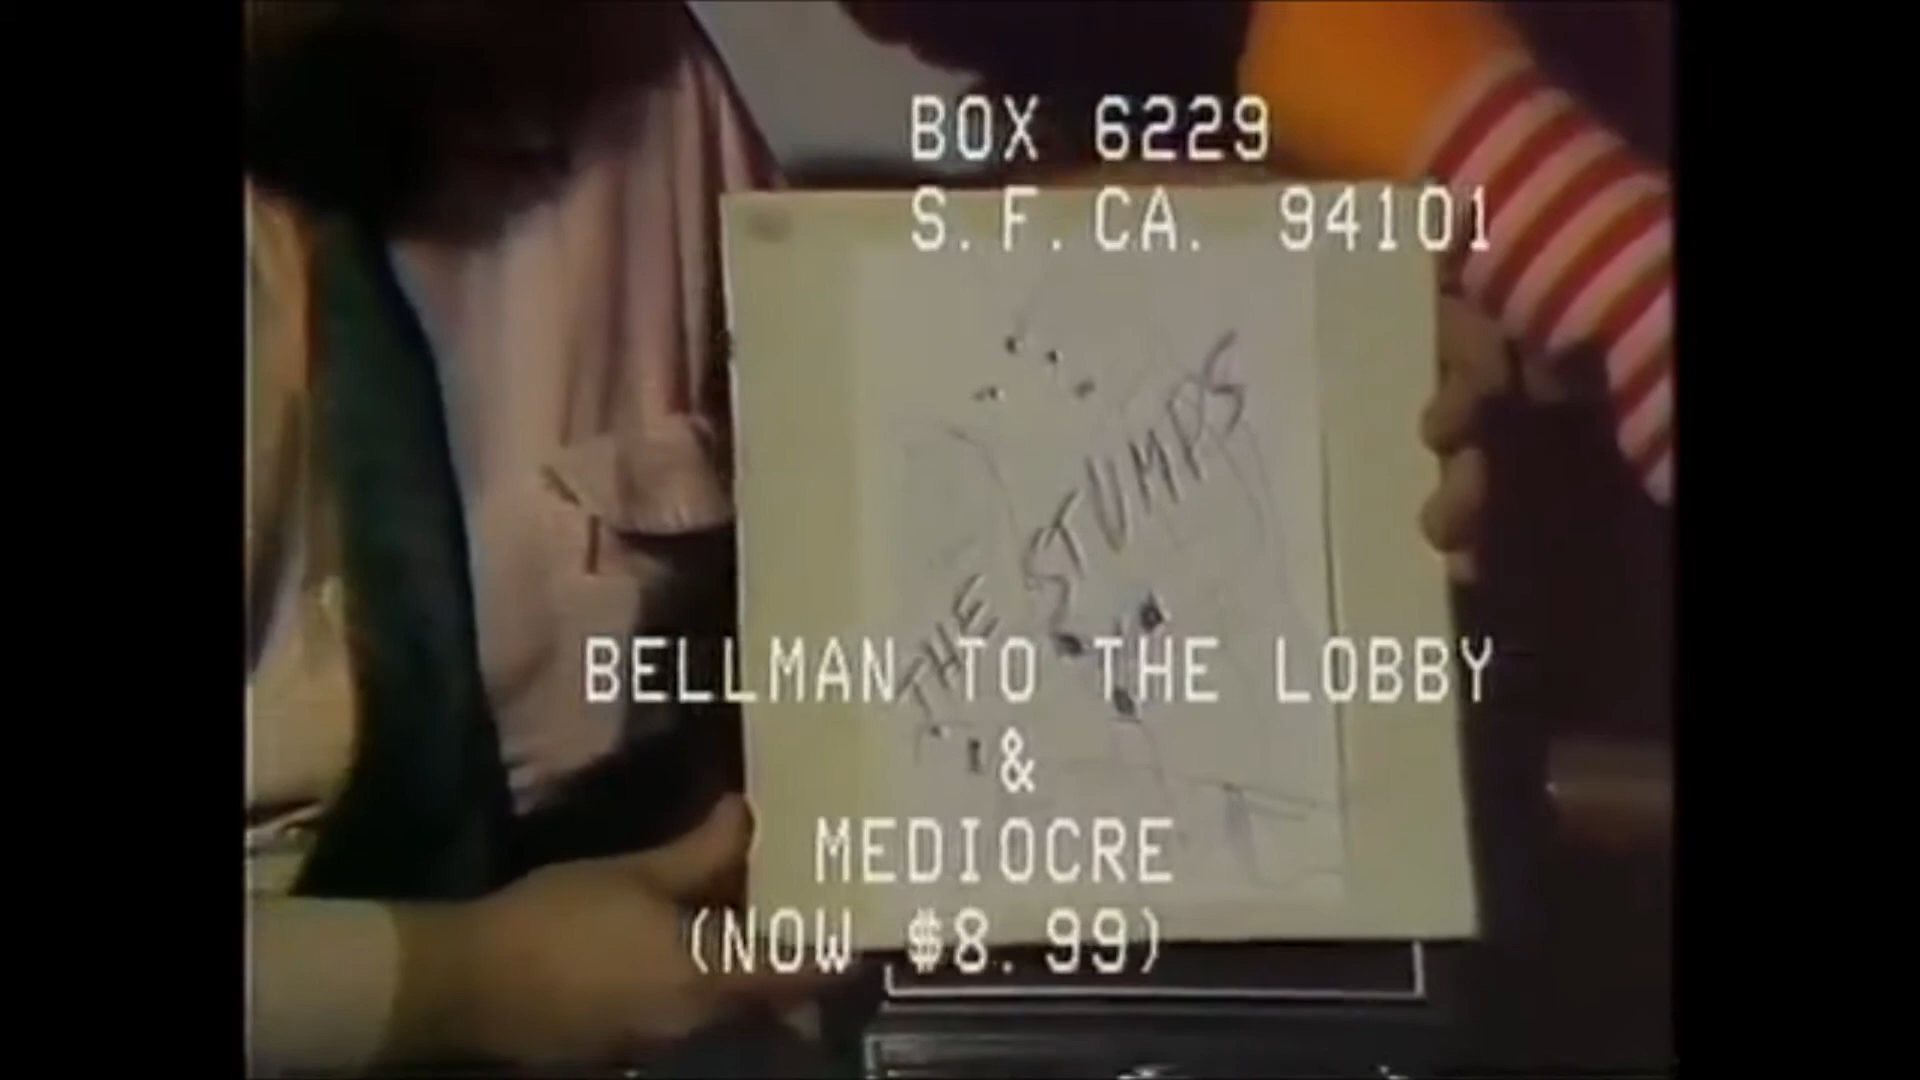 BOX 6229
S.F.CA. 94101
THE STUMPS
BELLMAN TO THE LOBBY
&
MEDIOCRE
(NOW $8.99)